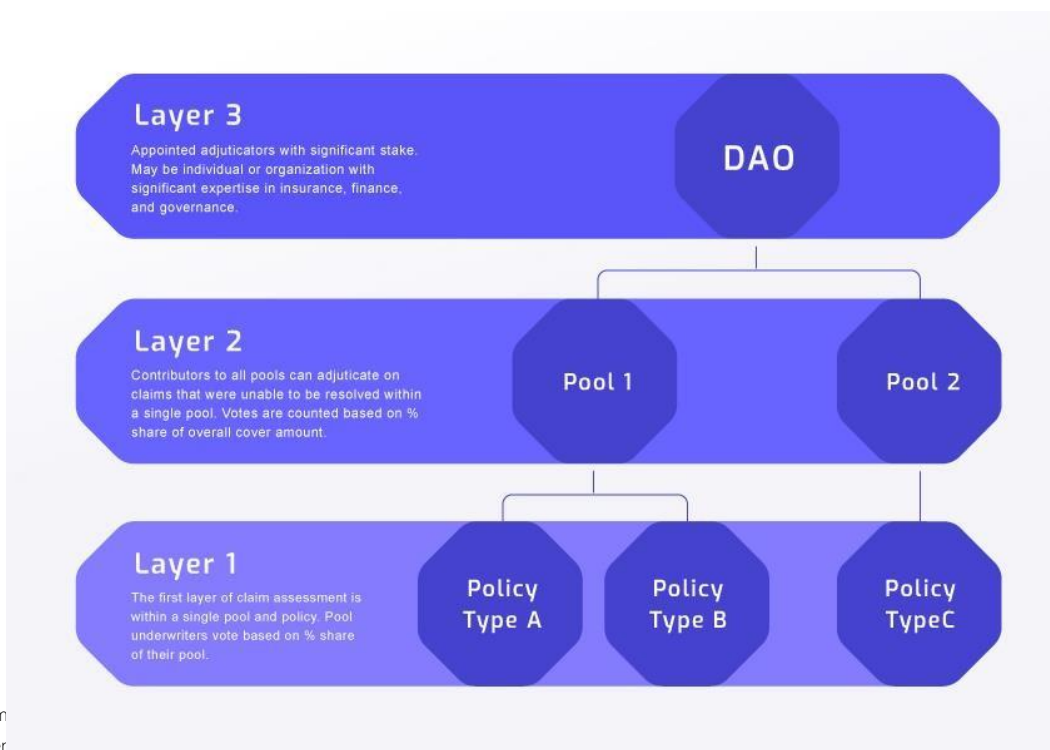 Layer 3
Appointed adjuticators with significant stake.
May be individual or organization with
significant expertise in insurance, finance,
and governance.
DAO
Layer 2
Contributors to all pools can adjuticate on
claims that were unable to be resolved within
a single pool. Votes are counted based on %
share of overall cover amount.
Pool 1
Pool 2
Layer 1
The first layer of claim assessment is
within a single pool and policy. Pool
underwriters vote based on % share
of their pool.
Policy
Type A
Policy
Type B
Policy
TypeC